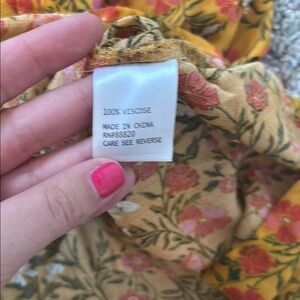 100% VISCOSE
MADE IN CHINA
RN#88820
CARE SEE REVERSE